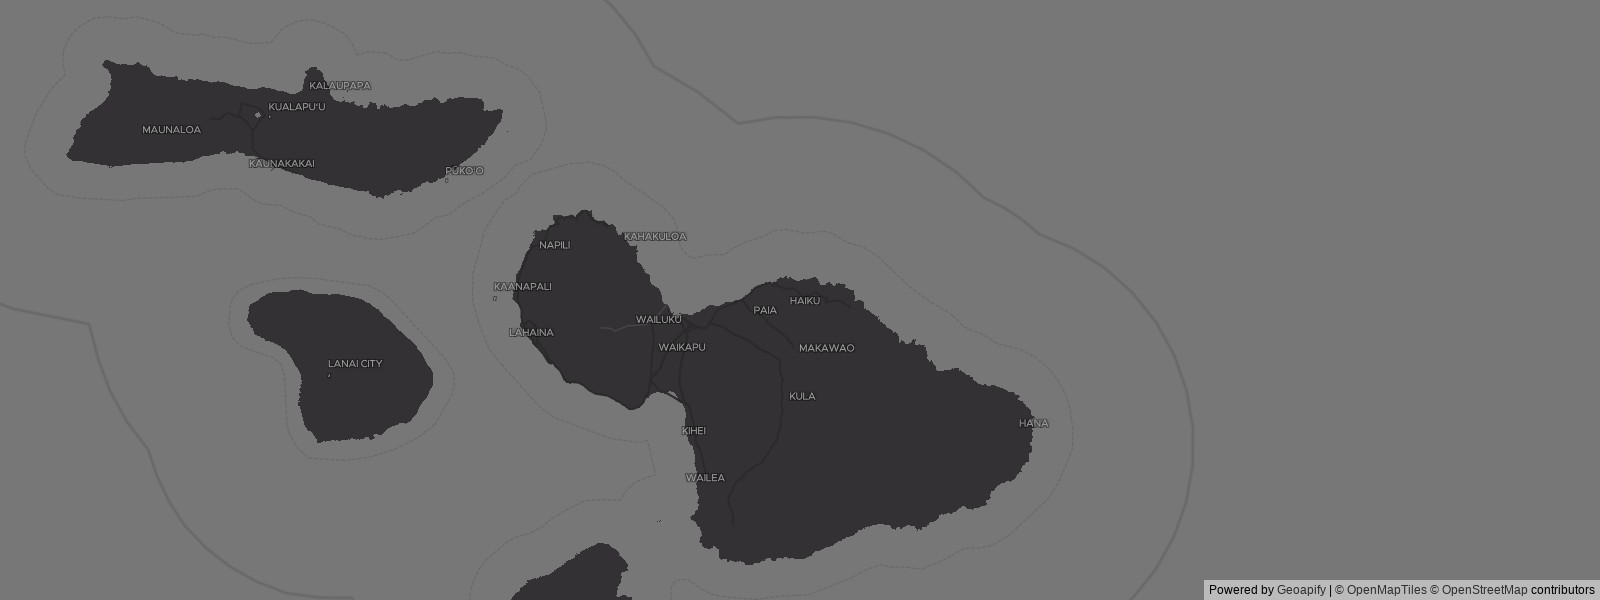 KALAUPAPA
KUALAPU'U
MAUNALOA
KAUNAKAKAI
PŪKO'O
KAHAKULOA
NAPILI
KAANAPALI
PAIA
HAIKU
WAILUKU
LAHAINA
WAIKAPU
MAKAWAO
LANAI CITY
KULA
HANA
KIHEI
WAILEA
Powered by Geoapify | © OpenMapTiles © OpenStreetMap contributors